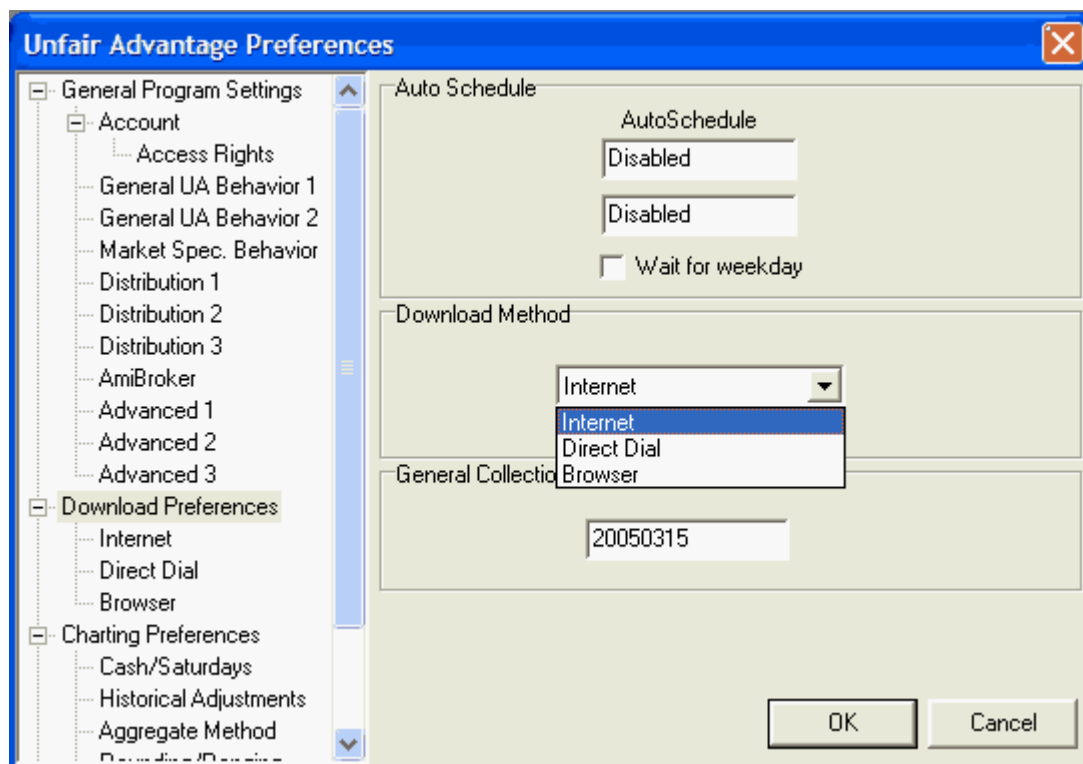 Unfair Advantage Preferences
General Program Settings
Account
Access Rights
General UA Behavior 1
General UA Behavior 2
Market Spec. Behavior
Distribution 1
Distribution 2
Distribution 3
AmiBroker
Advanced 1
Advanced 2
Advanced 3
Download Preferences
Internet
Direct Dial
Browser
Charting Preferences
Cash/Saturdays
Historical Adjustments
Aggregate Method
Auto Schedule
AutoSchedule
Disabled
Disabled
Wait for weekday
Download Method
Internet
Internet
Direct Dial
Browser
General Collectio
20050315
OK
Cancel